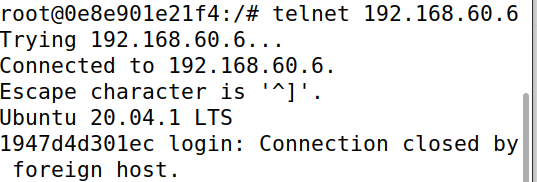 root@0e8e901e21f4:/# telnet 192.168.60.6
Trying 192.168.60.6...
Connected to 192.168.60.6.
Escape character is '^]'.
Ubuntu 20.04.1 LTS
1947d4d301ec login: Connection closed by
 foreign host.